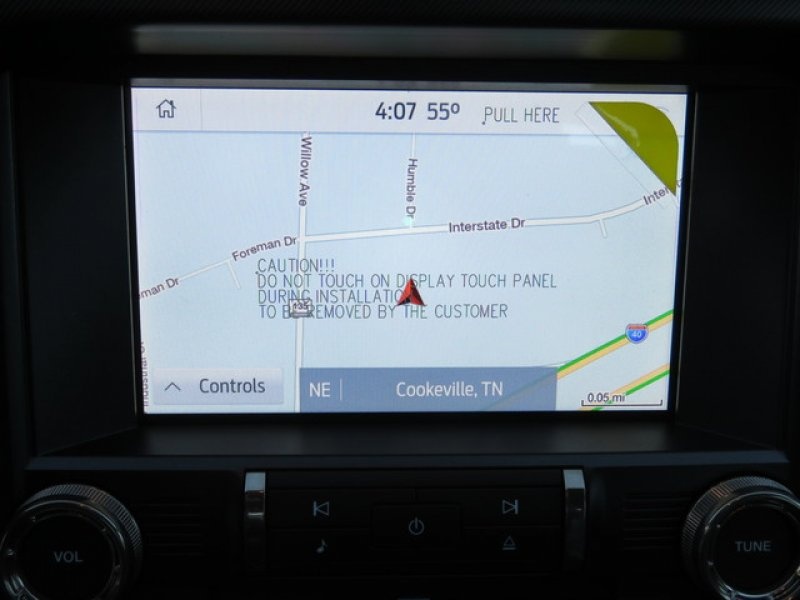 4:07 55° PULL HERE
Willow Ave
Humble Dr
Interstate Dr
Foreman Dr
CAUTION!!!
DO NOT TOUCH ON DISPLAY TOUCH PANEL
DURING INSTALLATION
TO BE REMOVED BY THE CUSTOMER
135
40
Controls
NE
Cookeville, TN
0.05 mi
VOL
TUNE